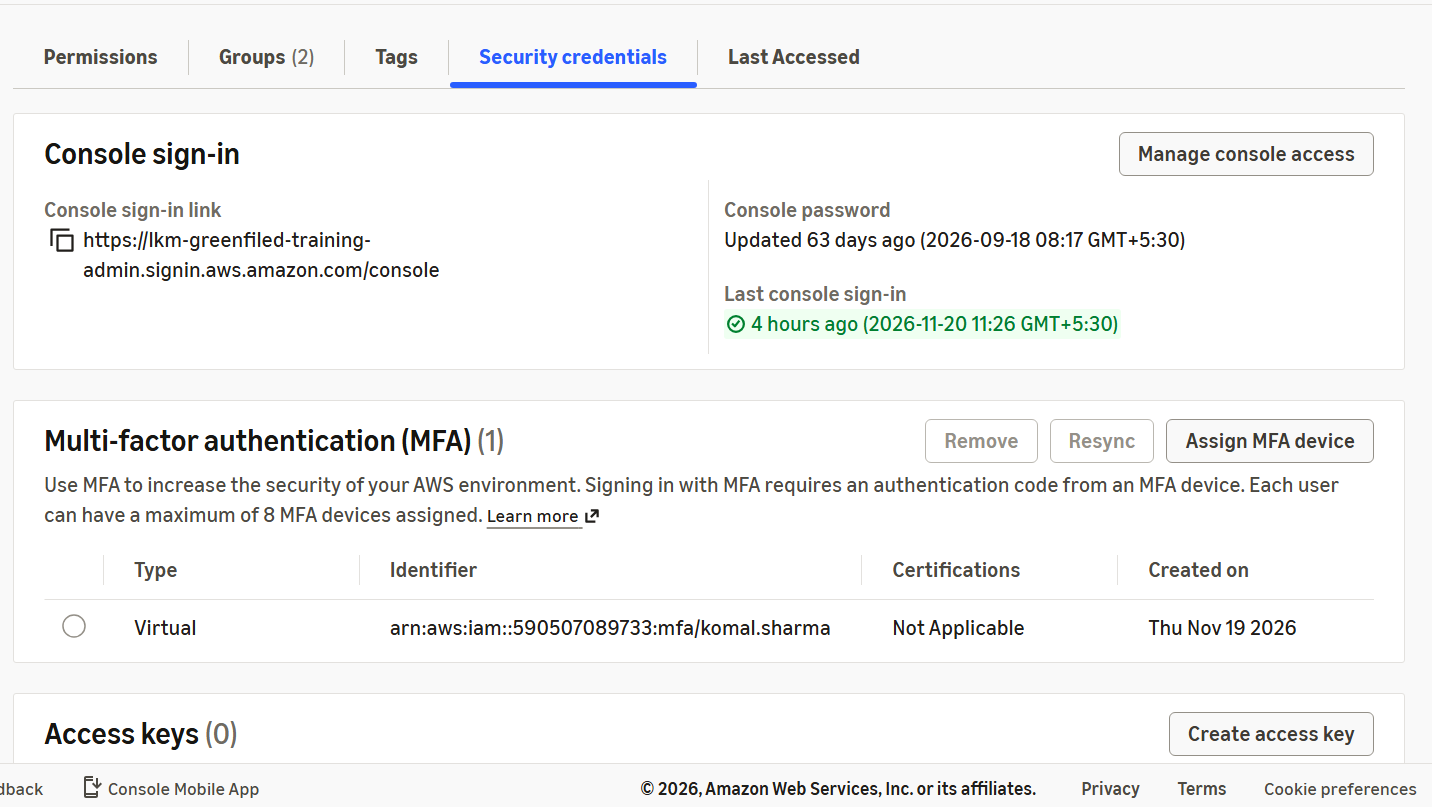 Permissions Groups (2) Tags Security credentials Last Accessed
Console sign-in Manage console access
Console sign-in link
https://lkm-greenfiled-training-
admin.signin.aws.amazon.com/console
Console password
Updated 63 days ago (2026-09-18 08:17 GMT+5:30)
Last console sign-in
4 hours ago (2026-11-20 11:26 GMT+5:30)
Multi-factor authentication (MFA) (1) Remove Resync Assign MFA device
Use MFA to increase the security of your AWS environment. Signing in with MFA requires an authentication code from an MFA device. Each user
can have a maximum of 8 MFA devices assigned. Learn more
Type Identifier Certifications Created on
Virtual arn:aws:iam::590507089733:mfa/komal.sharma Not Applicable Thu Nov 19 2026
Access keys (0) Create access key
dback Console Mobile App © 2026, Amazon Web Services, Inc. or its affiliates. Privacy Terms Cookie preferences